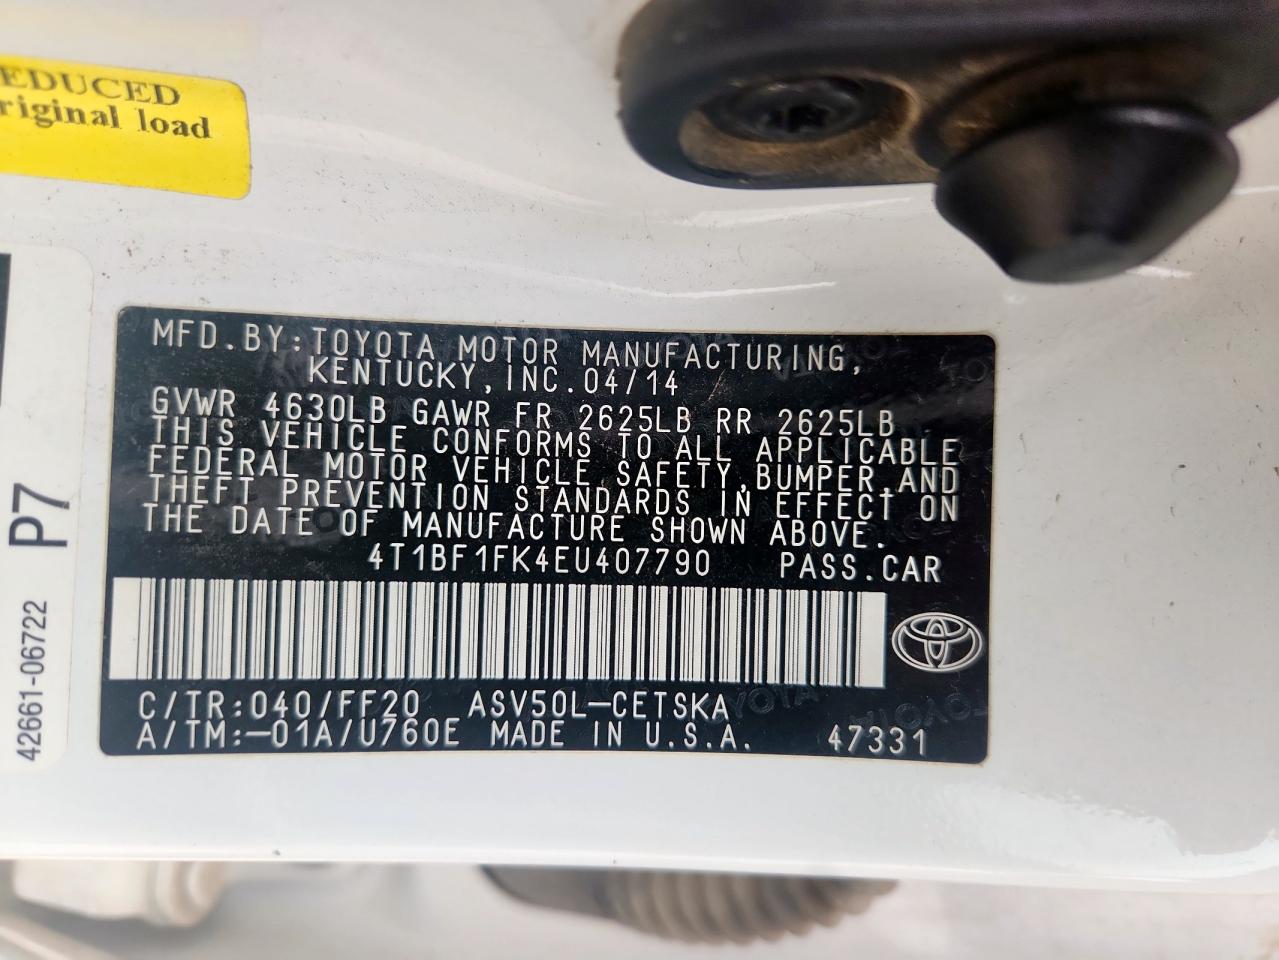 EDUCED
riginal load
P7
42661-06722
MFD.BY:TOYOTA MOTOR MANUFACTURING,
KENTUCKY,INC.04/14
GVWR 4630LB GAWR FR 2625LB RR 2625LB
THIS VEHICLE CONFORMS TO ALL APPLICABLE
FEDERAL MOTOR VEHICLE SAFETY,BUMPER,AND
THEFT PREVENTION STANDARDS IN EFFECT ON
THE DATE OF MANUFACTURE SHOWN ABOVE.
4T1BF1FK4EU407790 PASS.CAR
C/TR:040/FF20 ASV50L-CETSKA
A/TM:-01A/U760E MADE IN U.S.A. 47331